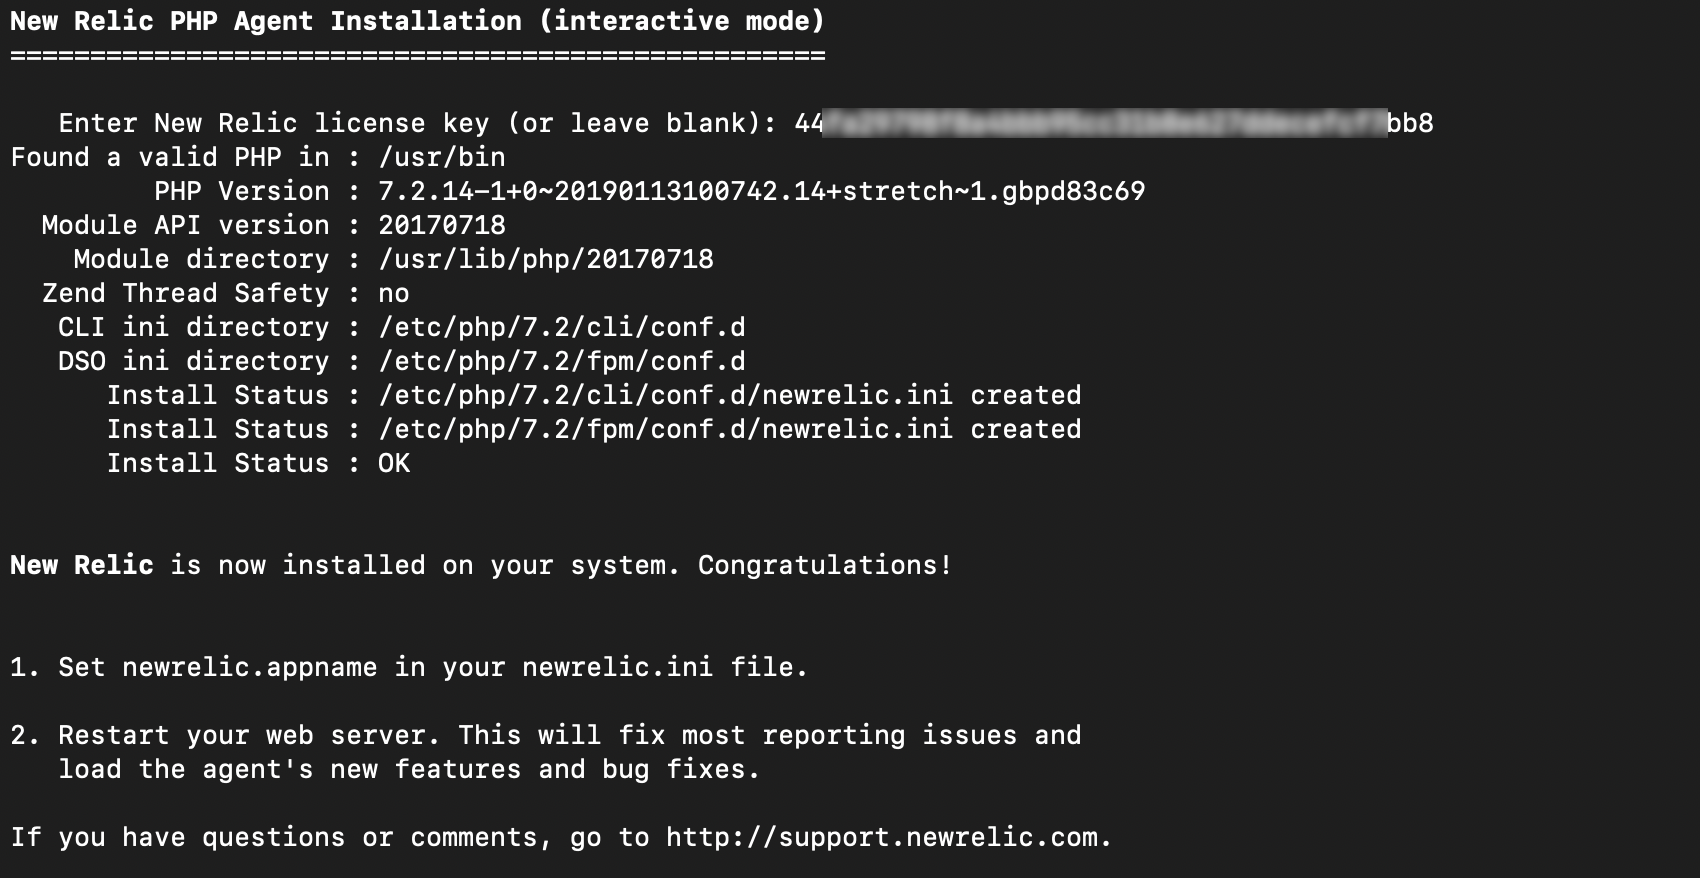 New Relic PHP Agent Installation (interactive mode)
===================================================
Enter New Relic license key (or leave blank): 44 bb8
Found a valid PHP in : /usr/bin
PHP Version : 7.2.14-1+0~20190113100742.14+stretch~1.gbpd83c69
Module API version : 20170718
Module directory : /usr/lib/php/20170718
Zend Thread Safety : no
CLI ini directory : /etc/php/7.2/cli/conf.d
DSO ini directory : /etc/php/7.2/fpm/conf.d
Install Status : /etc/php/7.2/cli/conf.d/newrelic.ini created
Install Status : /etc/php/7.2/fpm/conf.d/newrelic.ini created
Install Status : OK
New Relic is now installed on your system. Congratulations!
1. Set newrelic.appname in your newrelic.ini file.
2. Restart your web server. This will fix most reporting issues and
load the agent's new features and bug fixes.
If you have questions or comments, go to http://support.newrelic.com.